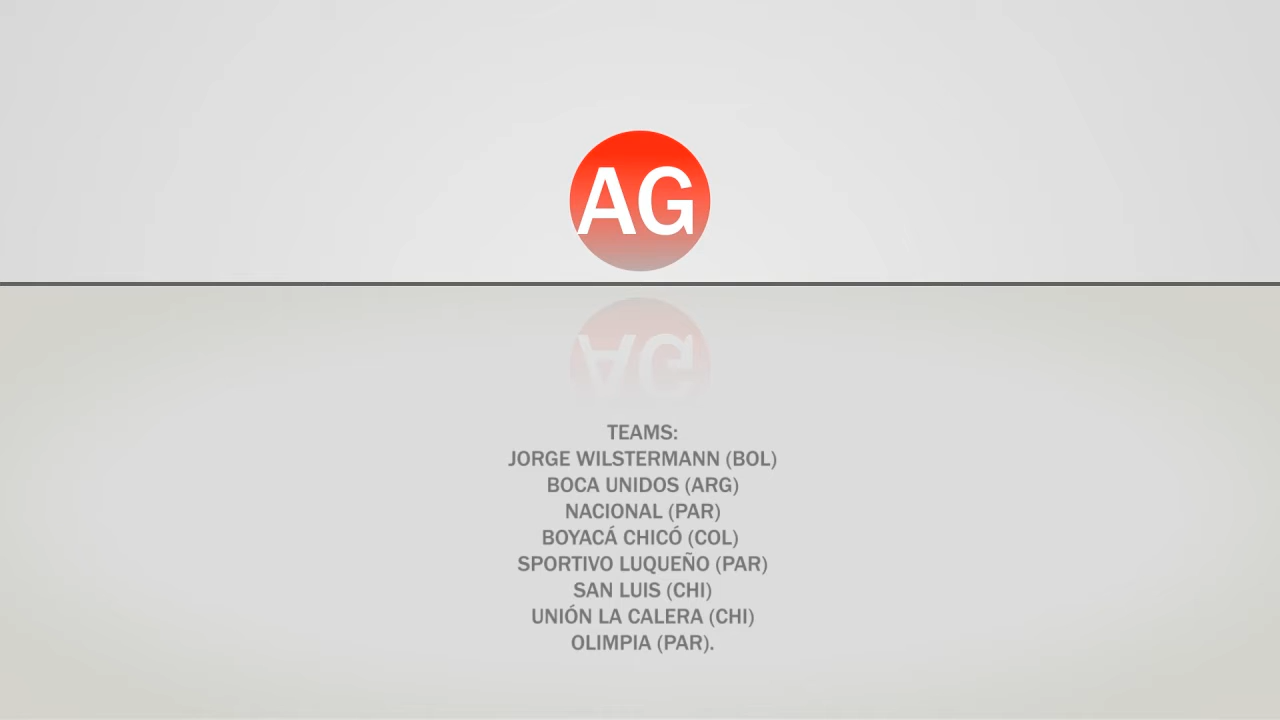 AG
TEAMS:
JORGE WILSTERMANN (BOL)
BOCA UNIDOS (ARG)
NACIONAL (PAR)
BOYACÁ CHICÓ (COL)
SPORTIVO LUQUEÑO (PAR)
SAN LUIS (CHI)
UNIÓN LA CALERA (CHI)
OLIMPIA (PAR).